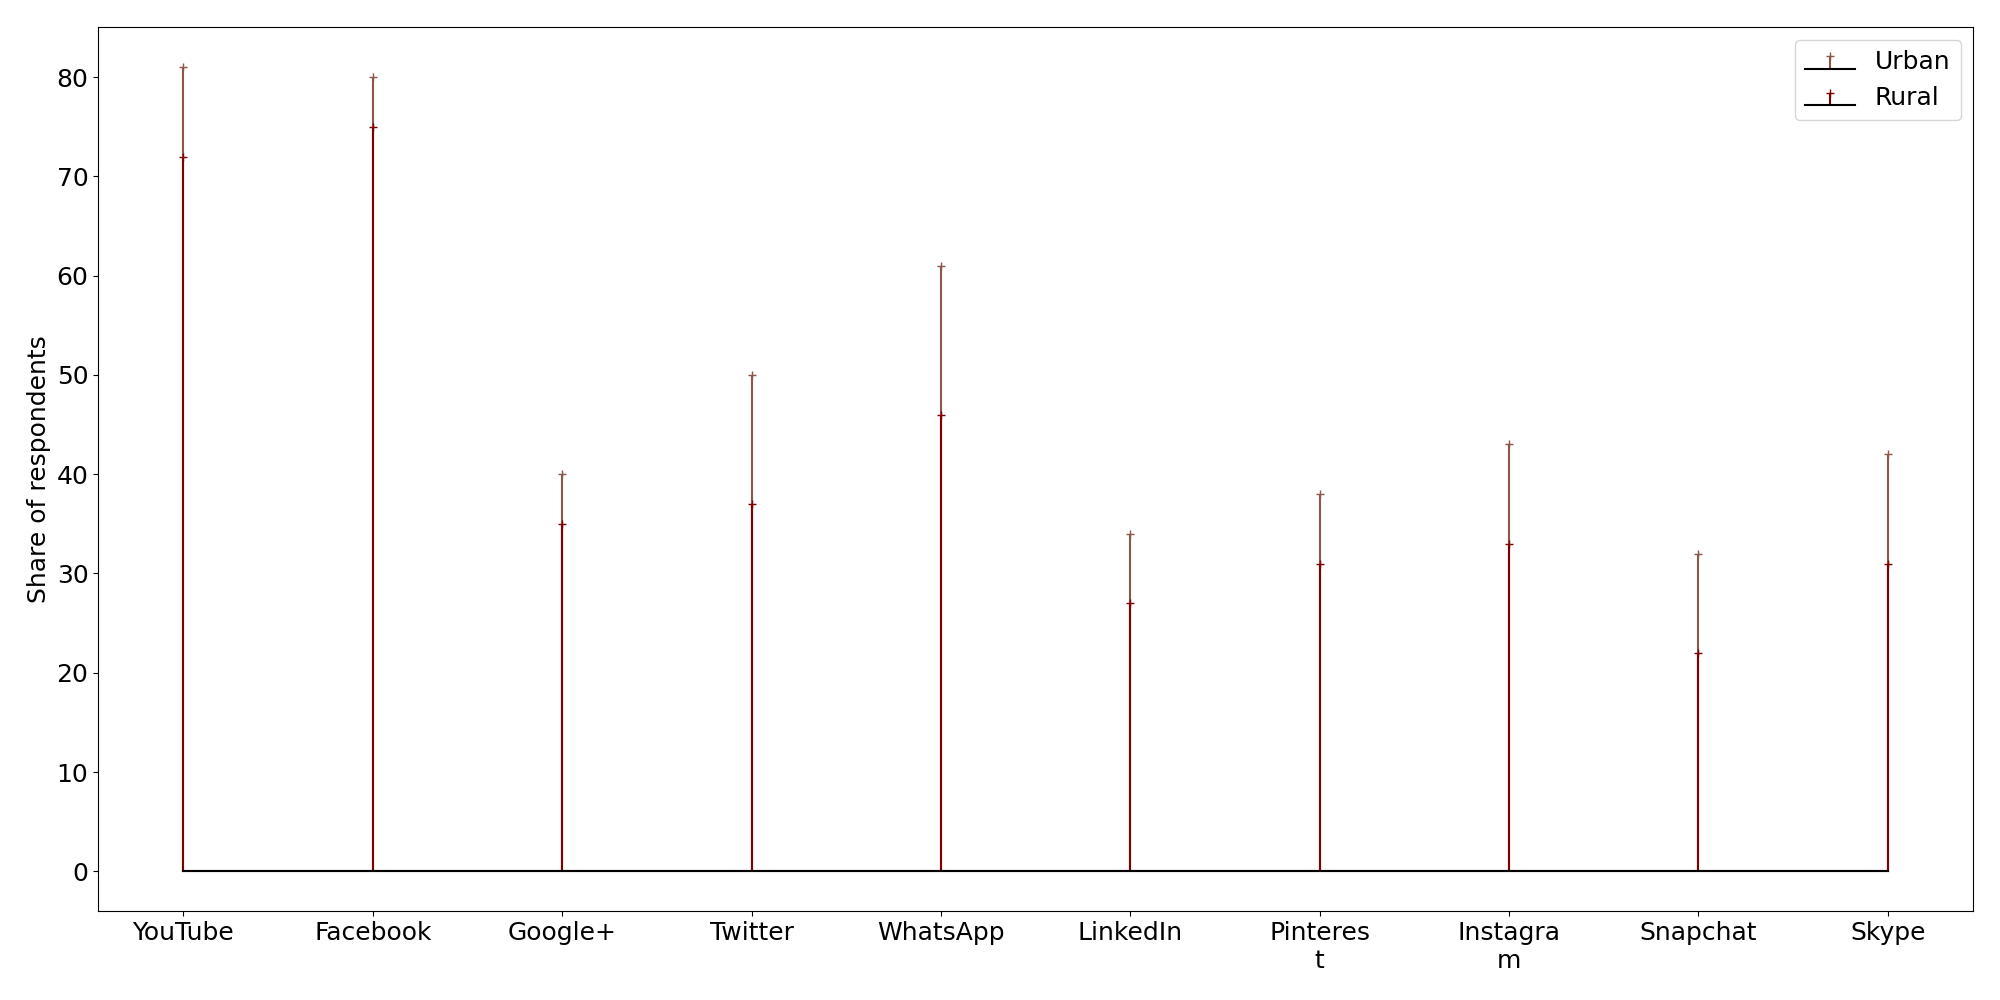 Urban
Rural
Share of respondents
80
70
60
50
40
30
20
10
0
YouTube
Facebook
Google+
Twitter
WhatsApp
LinkedIn
Pinteres
t
Instagra
m
Snapchat
Skype